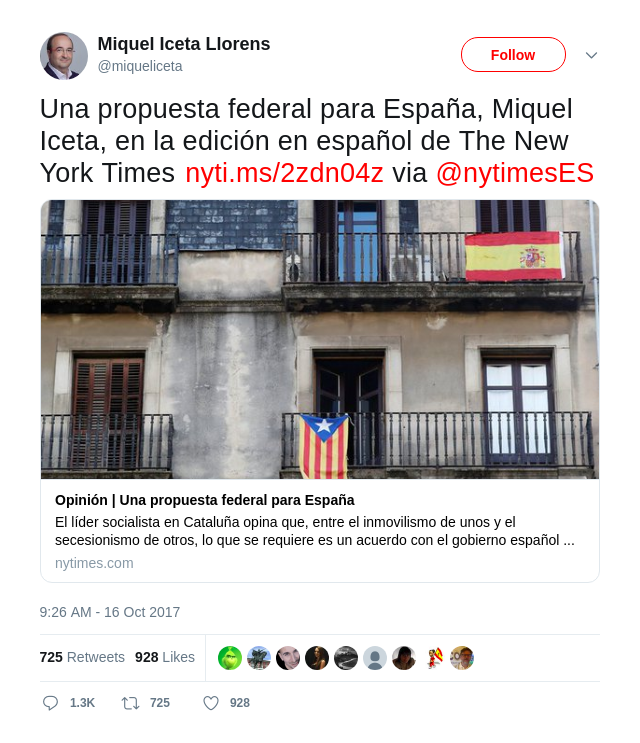 Miquel Iceta Llorens
@miqueliceta
Follow
Una propuesta federal para España, Miquel
Iceta, en la edición en español de The New
York Times nyti.ms/2zdn04z via @nytimesES
Opinión | Una propuesta federal para España
El líder socialista en Cataluña opina que, entre el inmovilismo de unos y el
secesionismo de otros, lo que se requiere es un acuerdo con el gobierno español ...
nytimes.com
9:26 AM - 16 Oct 2017
725 Retweets 928 Likes
1.3K 725 928